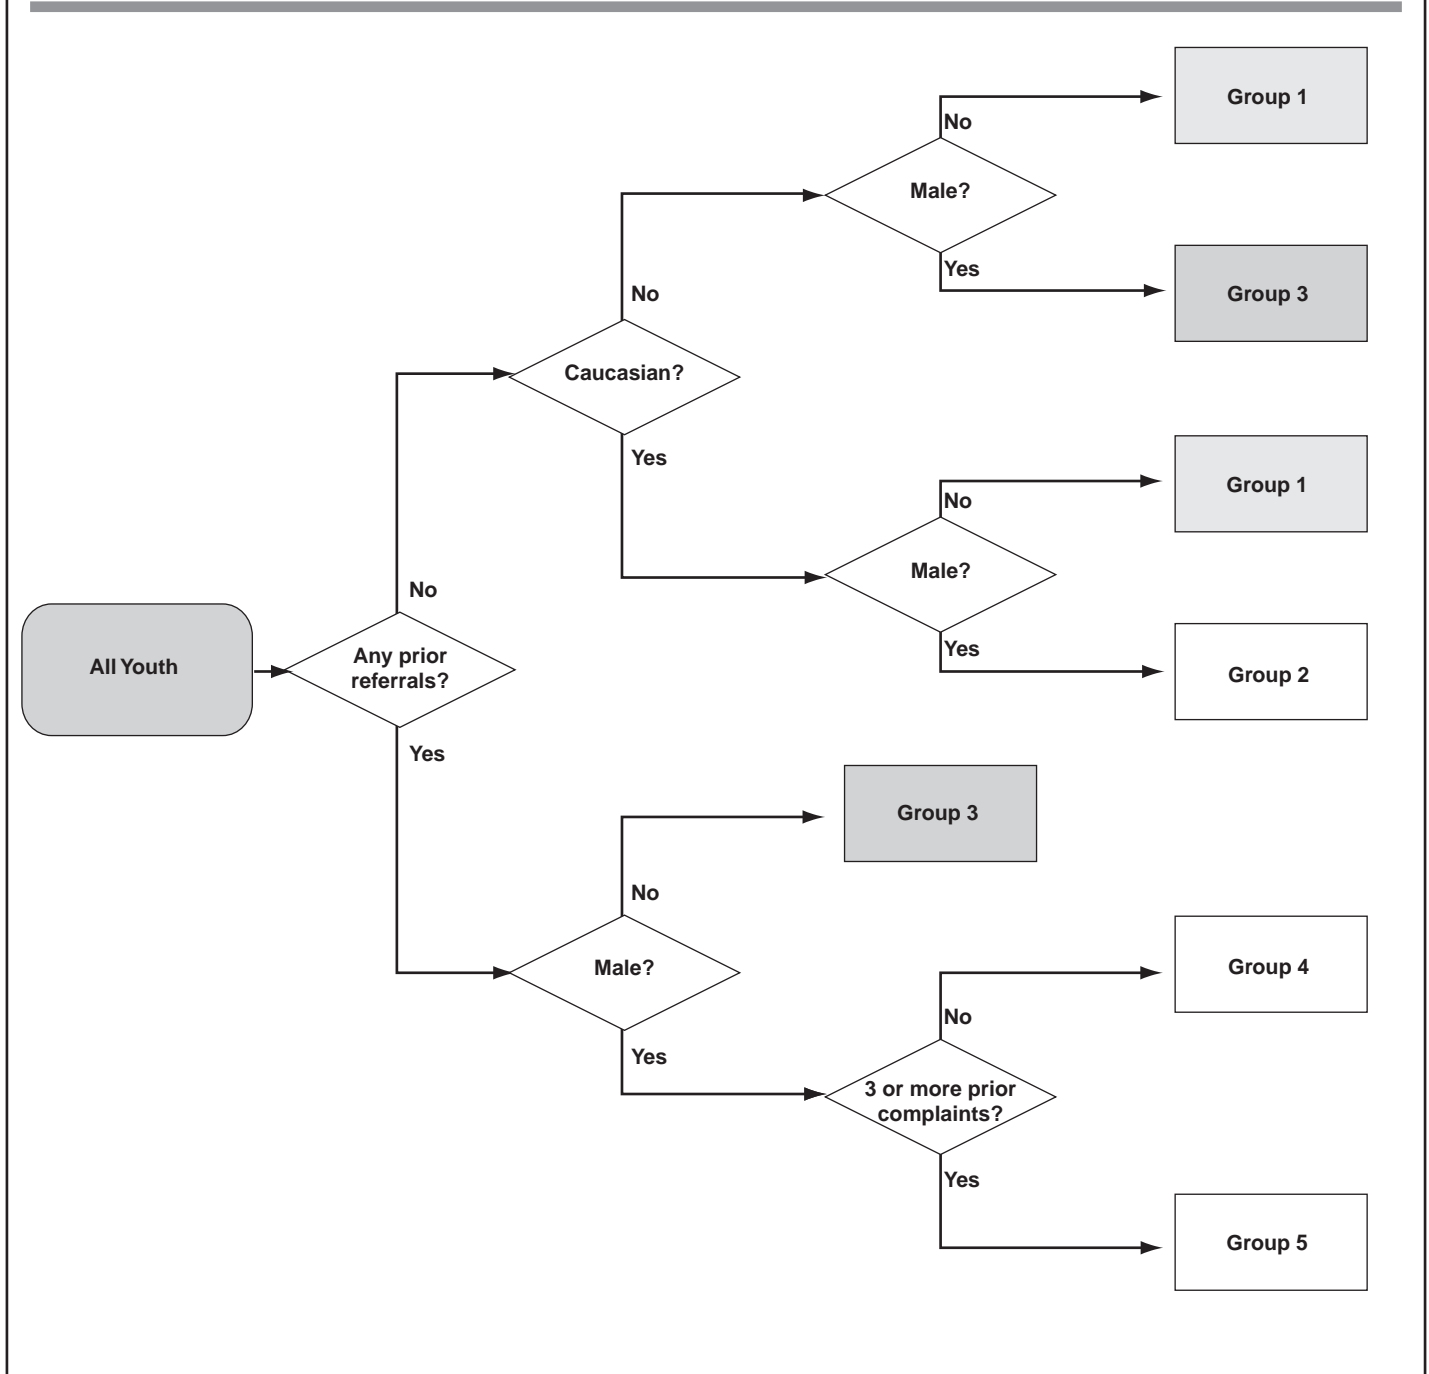 Group 1
No
Male?
Yes
Group 3
No
Caucasian?
Yes
Group 1
No
Male?
Yes
Group 2
No
All Youth
Any prior
referrals?
Yes
Group 3
No
Male?
Yes
Group 4
No
3 or more prior
complaints?
Yes
Group 5